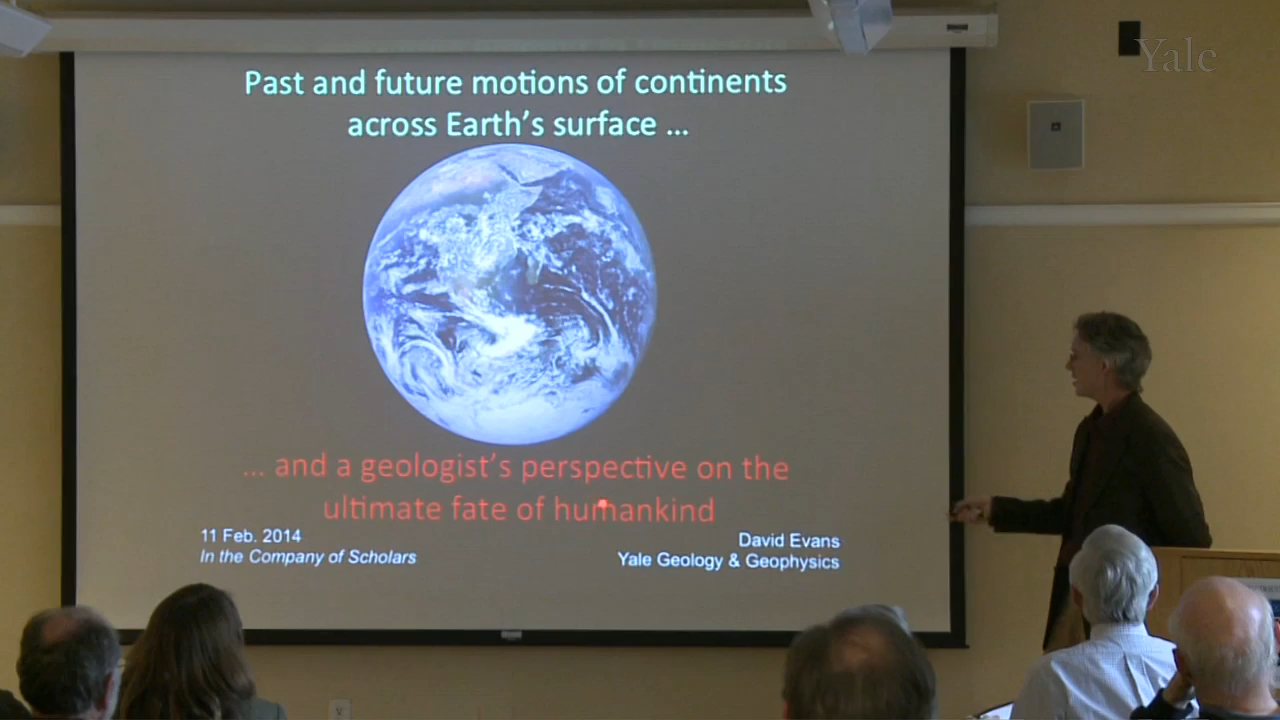 Yale
Past and future motions of continents
across Earth's surface ...
... and a geologist's perspective on the
ultimate fate of humankind
11 Feb. 2014
In the Company of Scholars
David Evans
Yale Geology & Geophysics